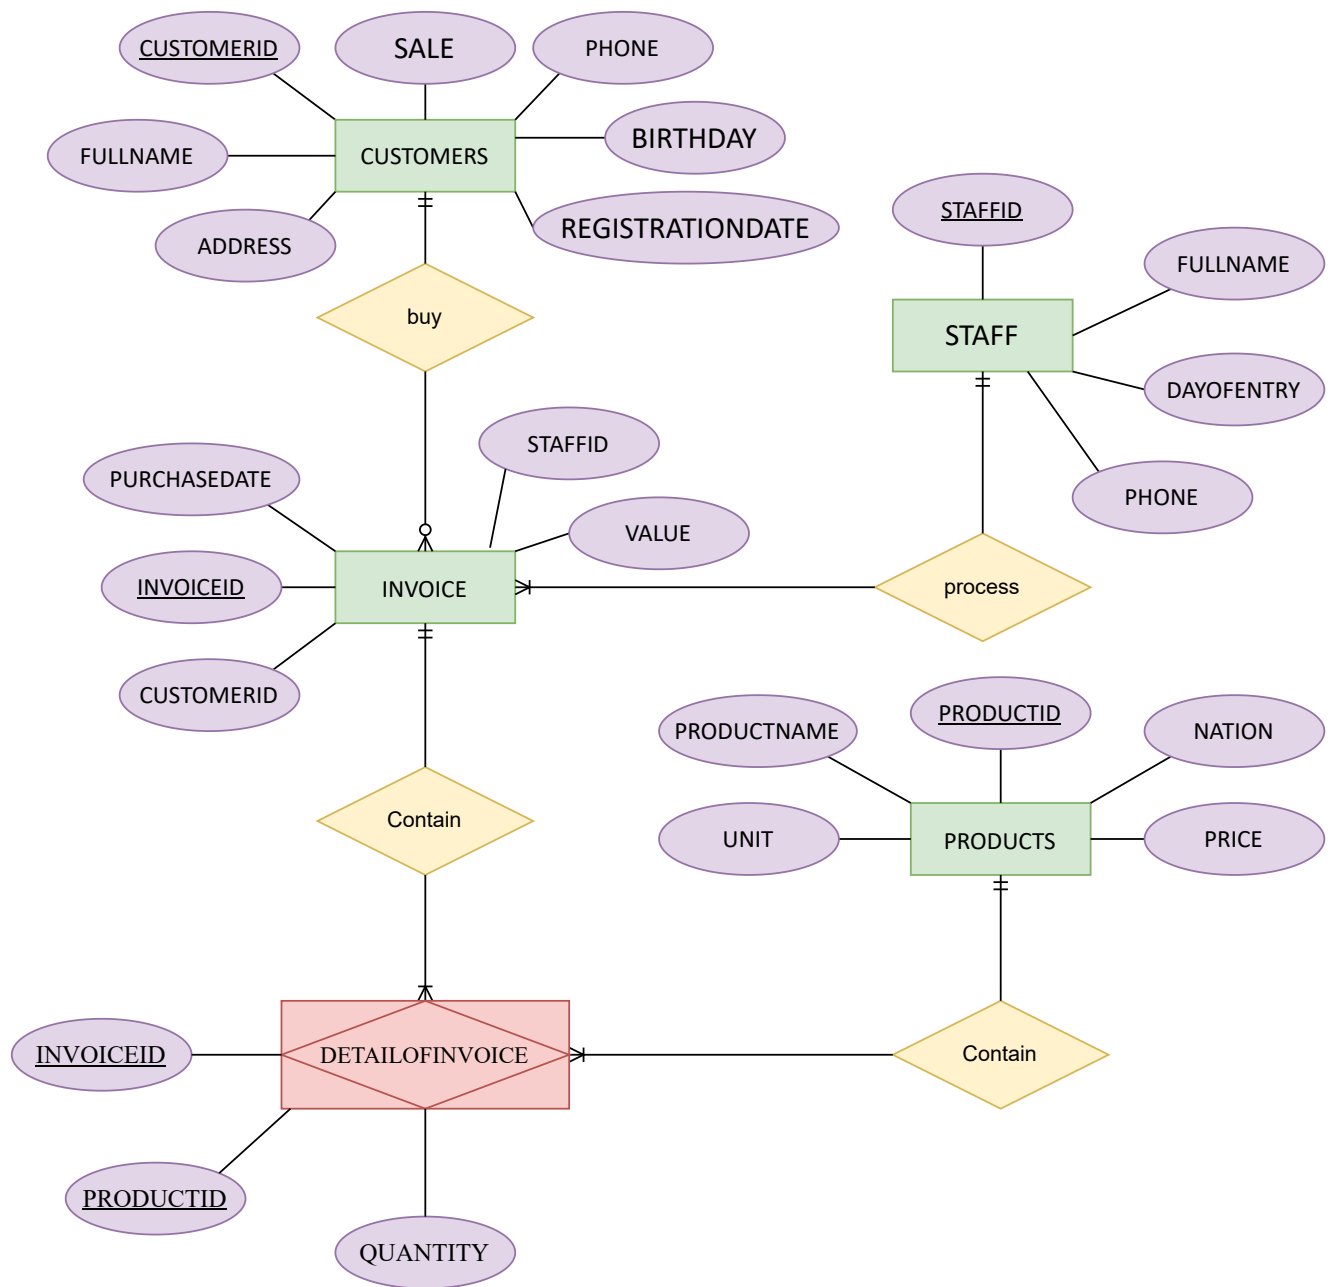 CUSTOMERID
SALE
PHONE
BIRTHDAY
FULLNAME
CUSTOMERS
REGISTRATIONDATE
ADDRESS
STAFFID
FULLNAME
buy
STAFF
DAYOFENTRY
STAFFID
PURCHASEDATE
PHONE
VALUE
INVOICEID
INVOICE
process
CUSTOMERID
PRODUCTID
PRODUCTNAME
NATION
Contain
UNIT
PRODUCTS
PRICE
INVOICEID
DETAILOFINVOICE
Contain
PRODUCTID
QUANTITY